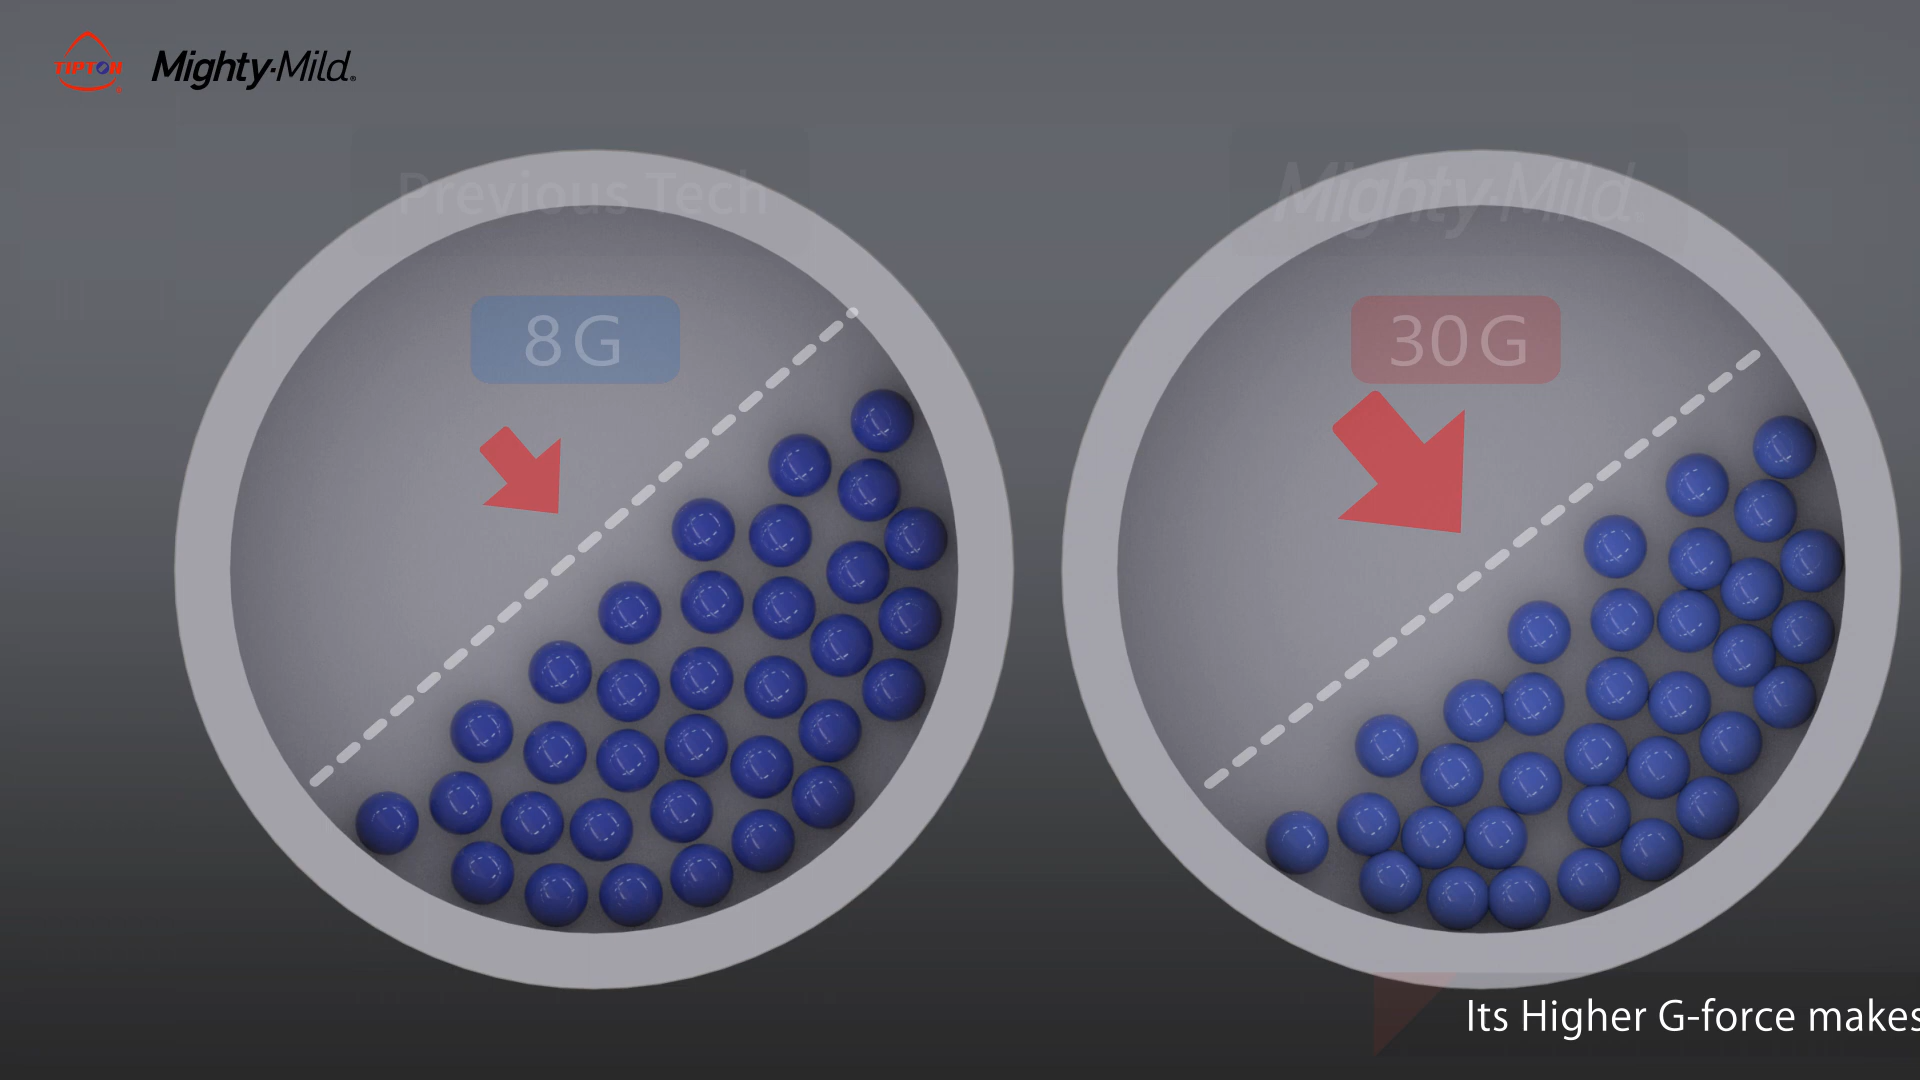 TIPTON
Mighty·Mild®
Previous Tech
Mighty·Mild®
8G
30G
Its Higher G-force makes